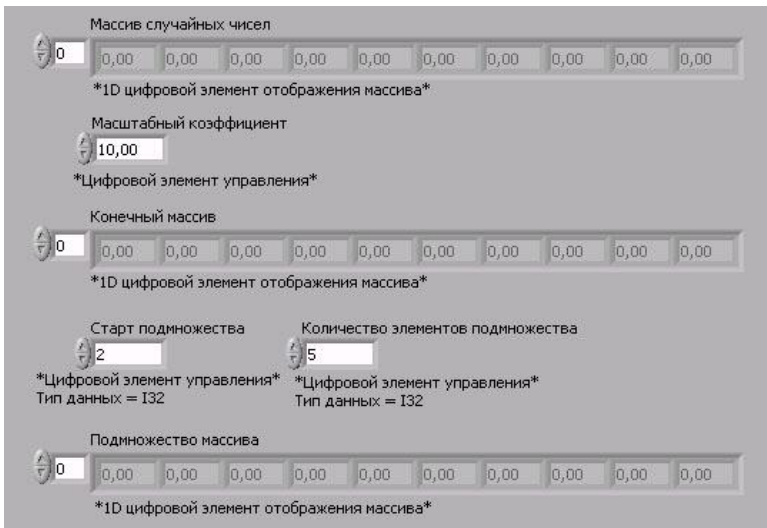 Массив случайных чисел
0 0,00 0,00 0,00 0,00 0,00 0,00 0,00 0,00 0,00 0,00
*1D цифровой элемент отображения массива*
Масштабный коэффициент
10,00
*Цифровой элемент управления*
Конечный массив
0 0,00 0,00 0,00 0,00 0,00 0,00 0,00 0,00 0,00 0,00
*1D цифровой элемент отображения массива*
Старт подмножества Количество элементов подмножества
2 5
*Цифровой элемент управления* *Цифровой элемент управления*
Тип данных = I32 Тип данных = I32
Подмножество массива
0 0,00 0,00 0,00 0,00 0,00 0,00 0,00 0,00 0,00 0,00
*1D цифровой элемент отображения массива*